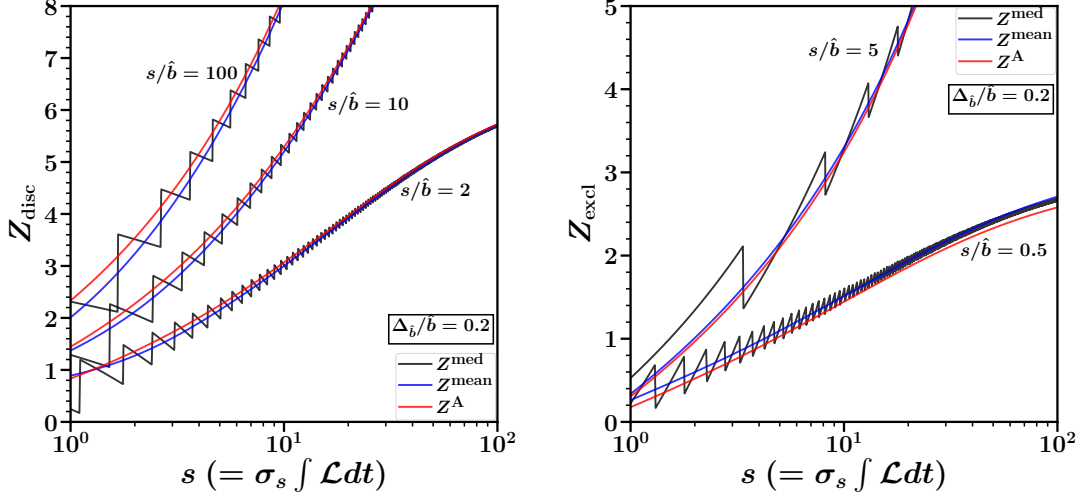 8
7
6
5
4
3
2
1
0
Z_disc
s/b̂ = 100
s/b̂ = 10
s/b̂ = 2
Δ_b̂/b̂ = 0.2
Z^med
Z^mean
Z^A
10^0
10^1
10^2
s (= σ_s ∫ ℒdt)
5
4
3
2
1
0
Z_excl
s/b̂ = 5
Z^med
Z^mean
Z^A
Δ_b̂/b̂ = 0.2
s/b̂ = 0.5
10^0
10^1
10^2
s (= σ_s ∫ ℒdt)